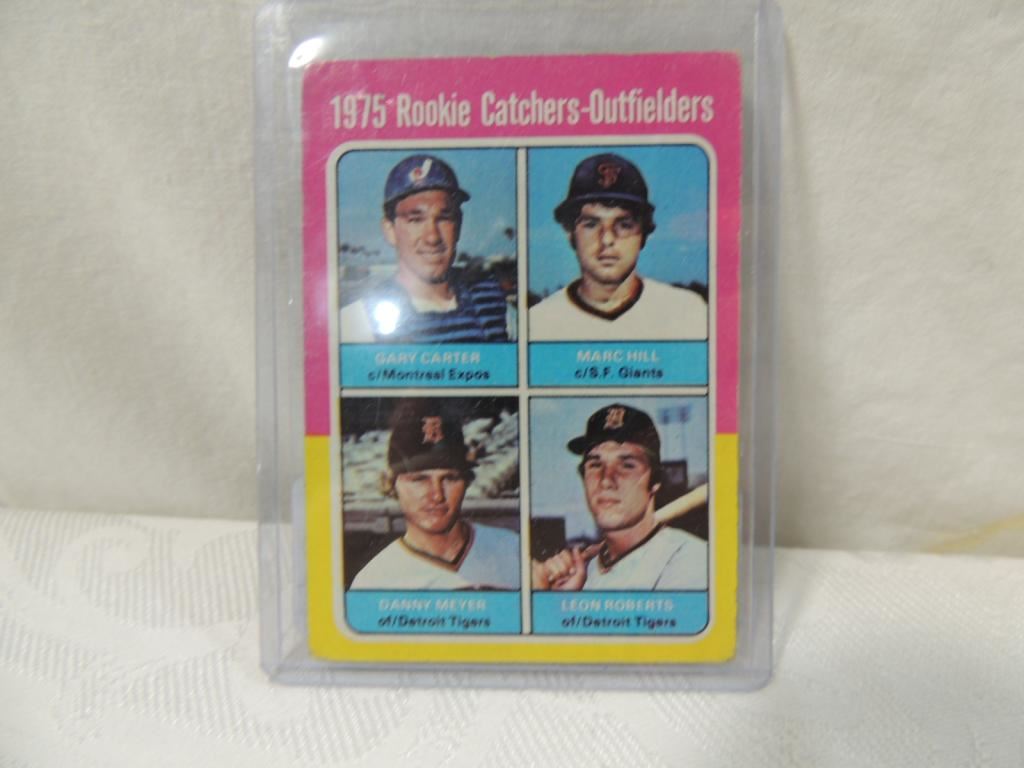 1975 Rookie Catchers-Outfielders
GARY CARTER
c/Montreal Expos
MARC HILL
c/S.F. Giants
DANNY MEYER
of/Detroit Tigers
LEON ROBERTS
of/Detroit Tigers